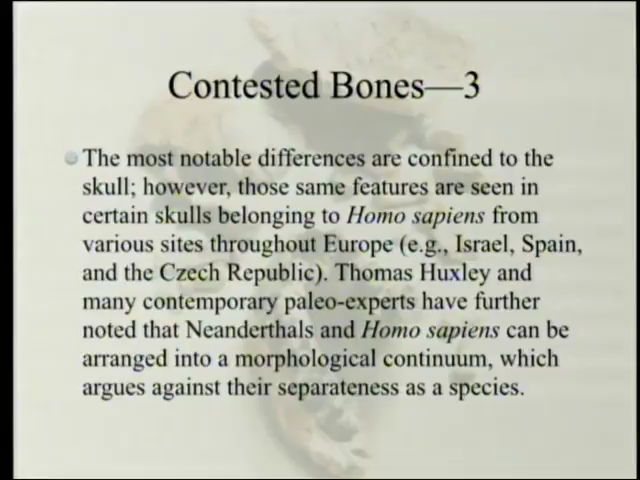 Contested Bones—3
The most notable differences are confined to the
skull; however, those same features are seen in
certain skulls belonging to Homo sapiens from
various sites throughout Europe (e.g., Israel, Spain,
and the Czech Republic). Thomas Huxley and
many contemporary paleo-experts have further
noted that Neanderthals and Homo sapiens can be
arranged into a morphological continuum, which
argues against their separateness as a species.